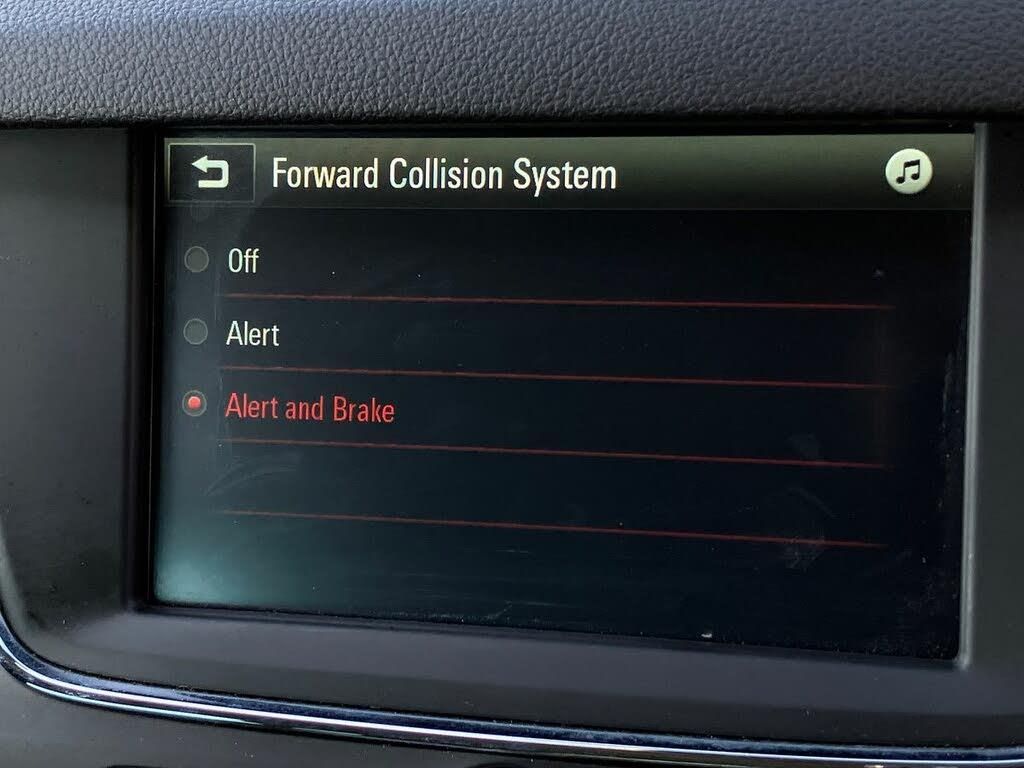 Forward Collision System
Off
Alert
Alert and Brake